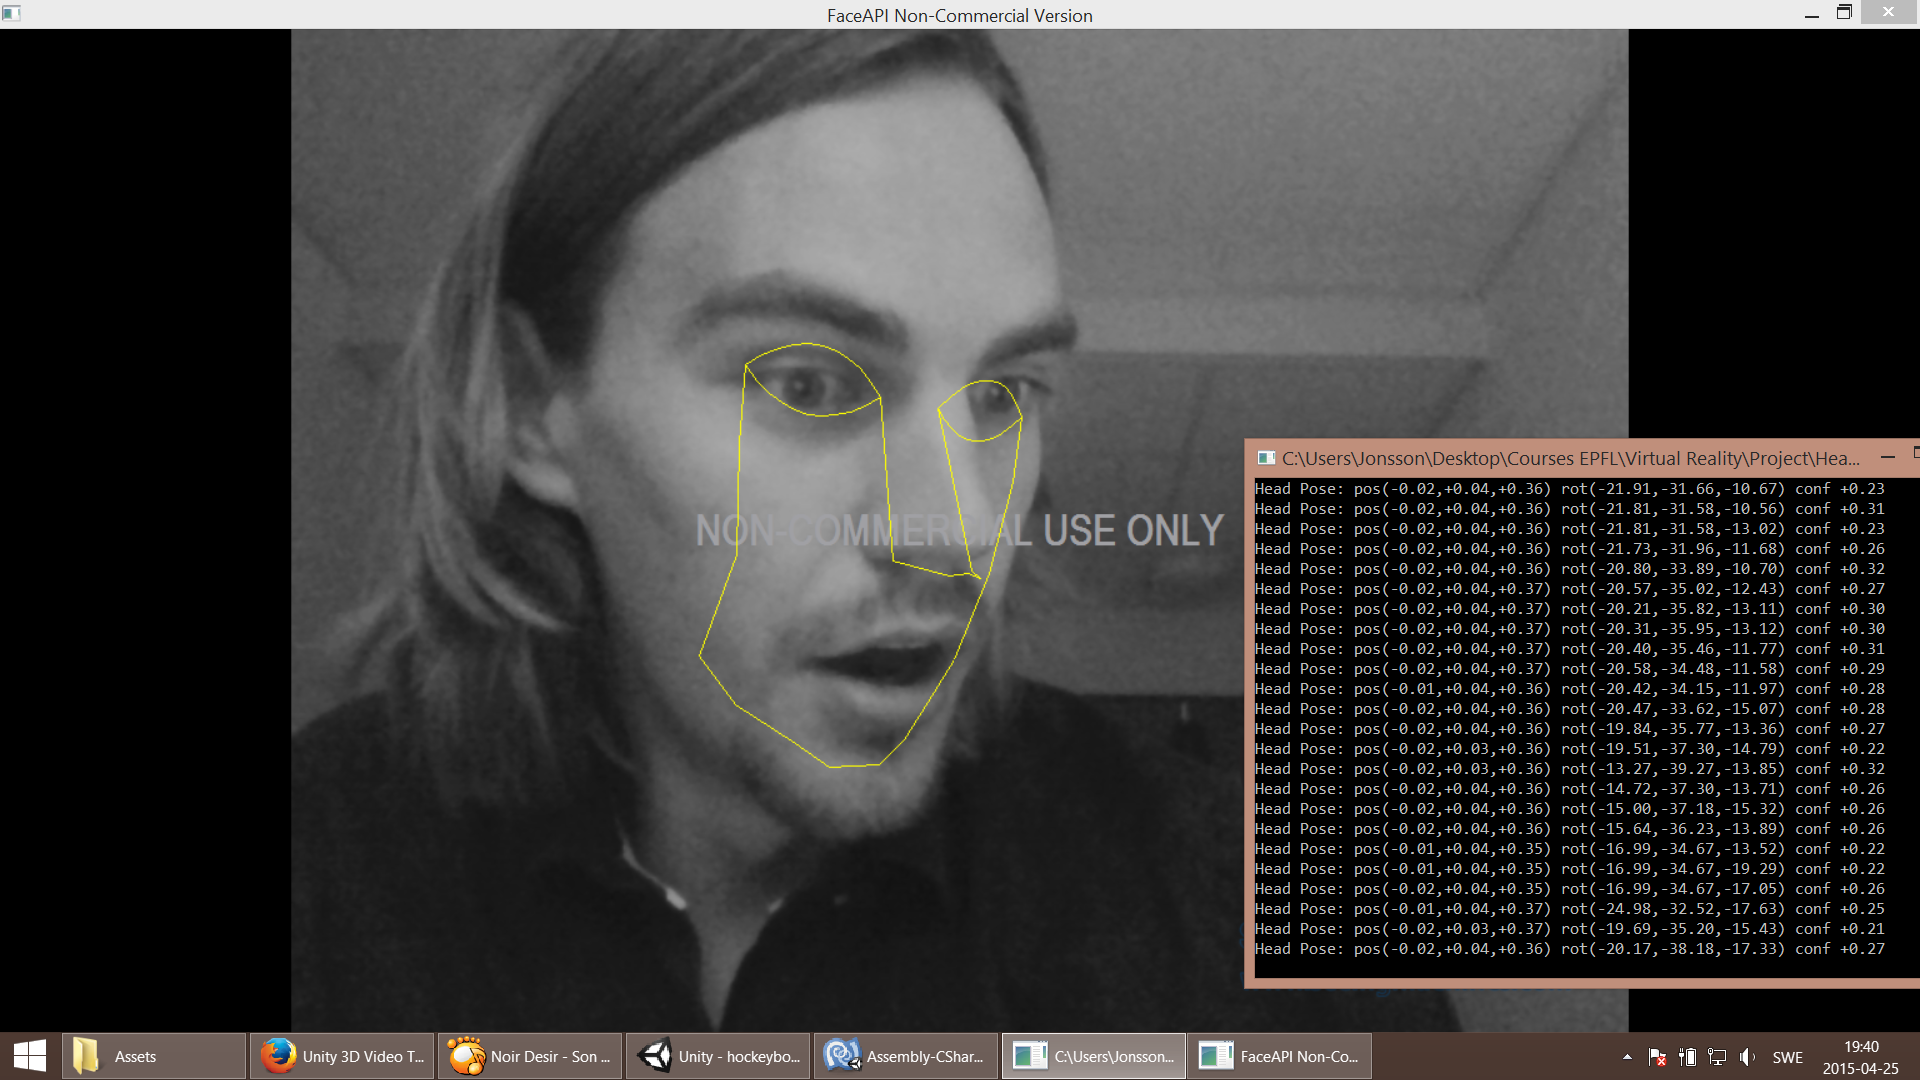 FaceAPI Non-Commercial Version
NON-COMMERCIAL USE ONLY
C:\Users\Jonsson\Desktop\Courses EPFL\Virtual Reality\Project\Hea...
Head Pose: pos(-0.02,+0.04,+0.36) rot(-21.91,-31.66,-10.67) conf +0.23
Head Pose: pos(-0.02,+0.04,+0.36) rot(-21.81,-31.58,-10.56) conf +0.31
Head Pose: pos(-0.02,+0.04,+0.36) rot(-21.81,-31.58,-13.02) conf +0.23
Head Pose: pos(-0.02,+0.04,+0.36) rot(-21.73,-31.96,-11.68) conf +0.26
Head Pose: pos(-0.02,+0.04,+0.36) rot(-20.80,-33.89,-10.70) conf +0.32
Head Pose: pos(-0.02,+0.04,+0.37) rot(-20.57,-35.02,-12.43) conf +0.27
Head Pose: pos(-0.02,+0.04,+0.37) rot(-20.21,-35.82,-13.11) conf +0.30
Head Pose: pos(-0.02,+0.04,+0.37) rot(-20.31,-35.95,-13.12) conf +0.30
Head Pose: pos(-0.02,+0.04,+0.37) rot(-20.40,-35.46,-11.77) conf +0.31
Head Pose: pos(-0.02,+0.04,+0.37) rot(-20.58,-34.48,-11.58) conf +0.29
Head Pose: pos(-0.01,+0.04,+0.36) rot(-20.42,-34.15,-11.97) conf +0.28
Head Pose: pos(-0.02,+0.04,+0.36) rot(-20.47,-33.62,-15.07) conf +0.28
Head Pose: pos(-0.02,+0.04,+0.36) rot(-19.84,-35.77,-13.36) conf +0.27
Head Pose: pos(-0.02,+0.03,+0.36) rot(-19.51,-37.30,-14.79) conf +0.22
Head Pose: pos(-0.02,+0.03,+0.36) rot(-13.27,-39.27,-13.85) conf +0.32
Head Pose: pos(-0.02,+0.04,+0.36) rot(-14.72,-37.30,-13.71) conf +0.26
Head Pose: pos(-0.02,+0.04,+0.36) rot(-15.00,-37.18,-15.32) conf +0.26
Head Pose: pos(-0.02,+0.04,+0.36) rot(-15.64,-36.23,-13.89) conf +0.26
Head Pose: pos(-0.01,+0.04,+0.35) rot(-16.99,-34.67,-13.52) conf +0.22
Head Pose: pos(-0.01,+0.04,+0.35) rot(-16.99,-34.67,-19.29) conf +0.22
Head Pose: pos(-0.02,+0.04,+0.35) rot(-16.99,-34.67,-17.05) conf +0.26
Head Pose: pos(-0.01,+0.04,+0.37) rot(-24.98,-32.52,-17.63) conf +0.25
Head Pose: pos(-0.02,+0.03,+0.37) rot(-19.69,-35.20,-15.43) conf +0.21
Head Pose: pos(-0.02,+0.04,+0.36) rot(-20.17,-38.18,-17.33) conf +0.27
Assets
Unity 3D Video T...
Noir Desir - Son ...
Unity - hockeybo...
Assembly-CShar...
C:\Users\Jonsson...
FaceAPI Non-Co...
SWE
19:40
2015-04-25